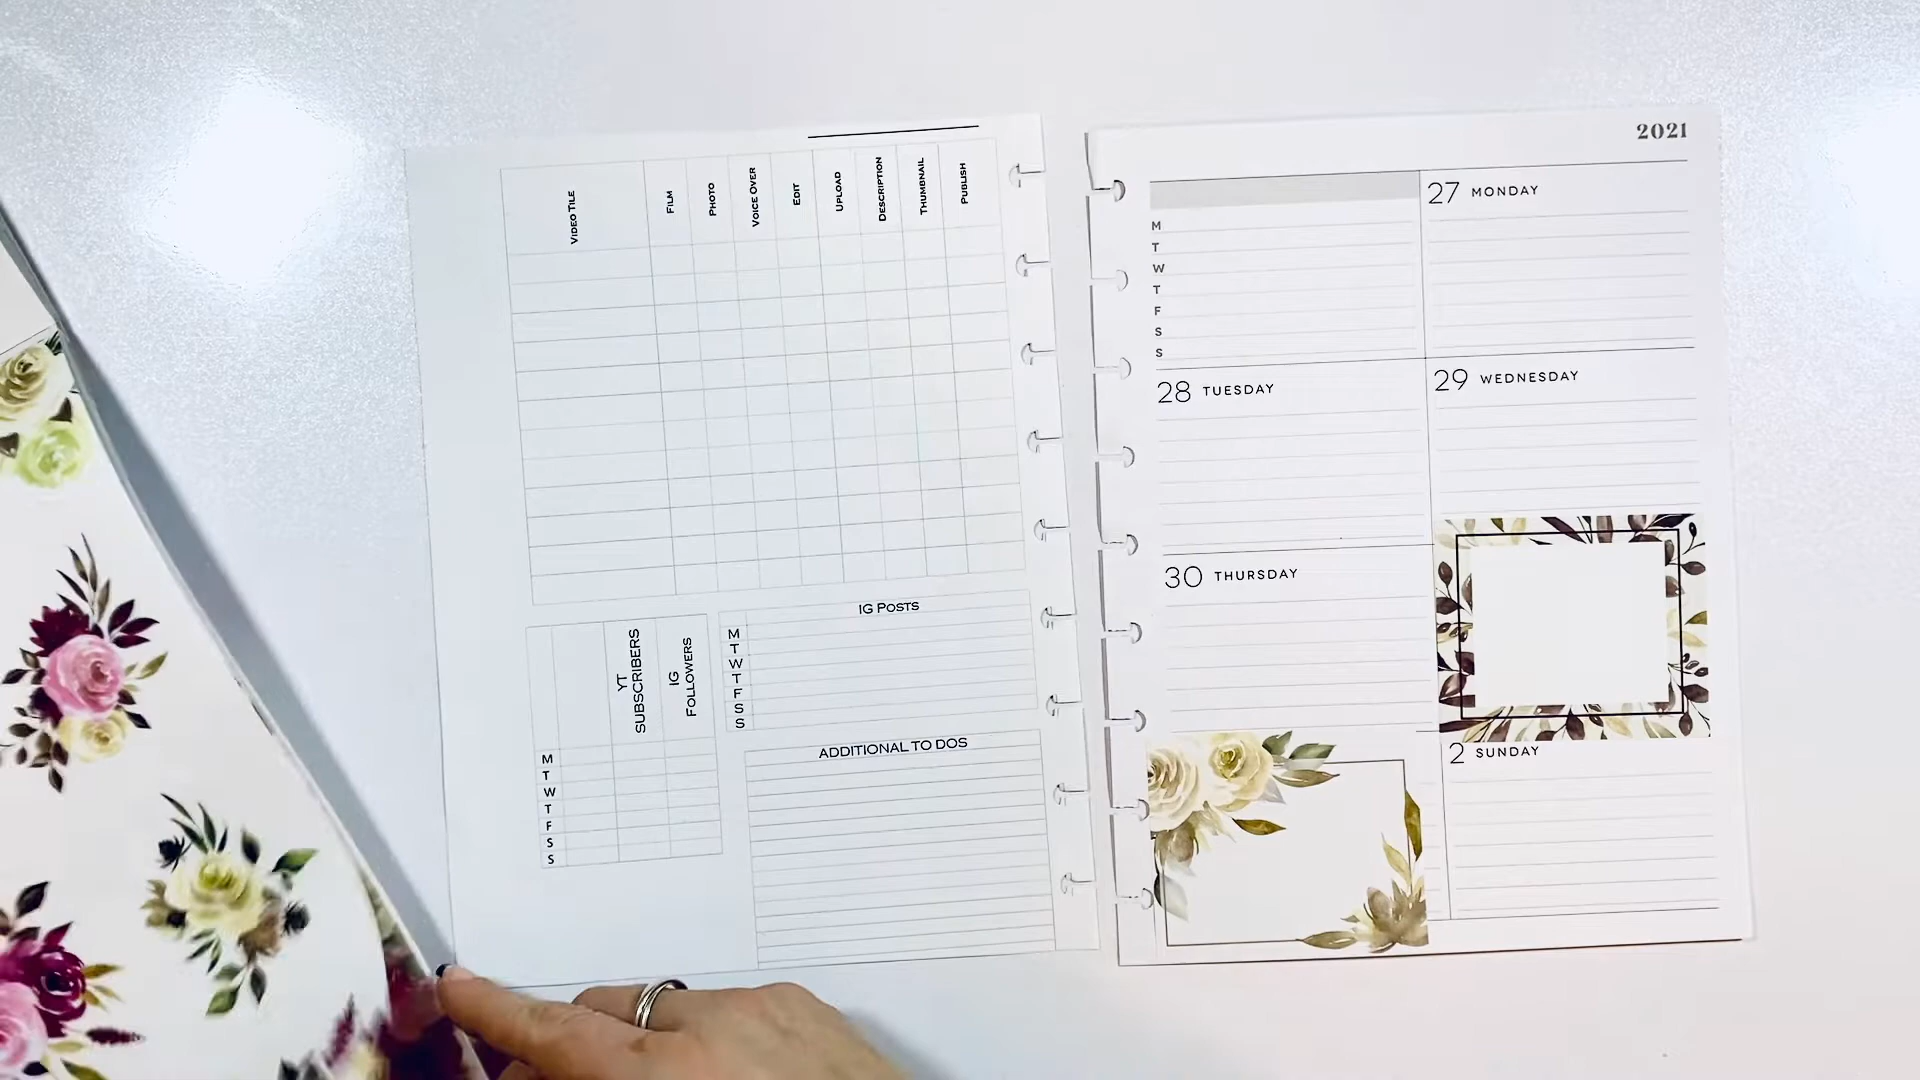 VIDEO TILE
FILM
PHOTO
VOICE OVER
EDIT
UPLOAD
DESCRIPTION
THUMBNAIL
PUBLISH
YT
SUBSCRIBERS
IG
FOLLOWERS
M
T
W
T
F
S
S
IG POSTS
M
T
W
T
F
S
S
ADDITIONAL TO DOS
2021
M
T
W
T
F
S
S
27 MONDAY
28 TUESDAY
29 WEDNESDAY
30 THURSDAY
2 SUNDAY